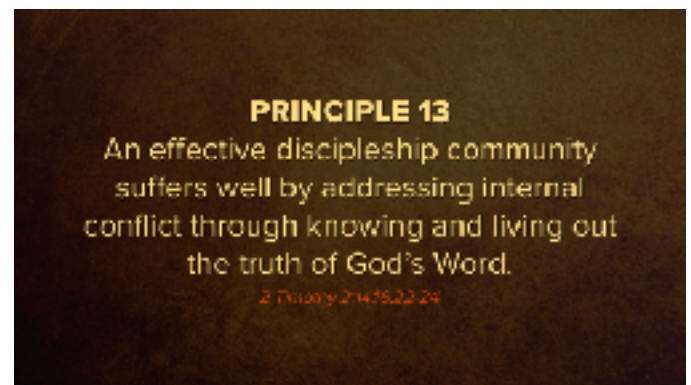 PRINCIPLE 13
An effective discipleship community
suffers well by addressing internal
conflict through knowing and living out
the truth of God's Word.
2 Timothy